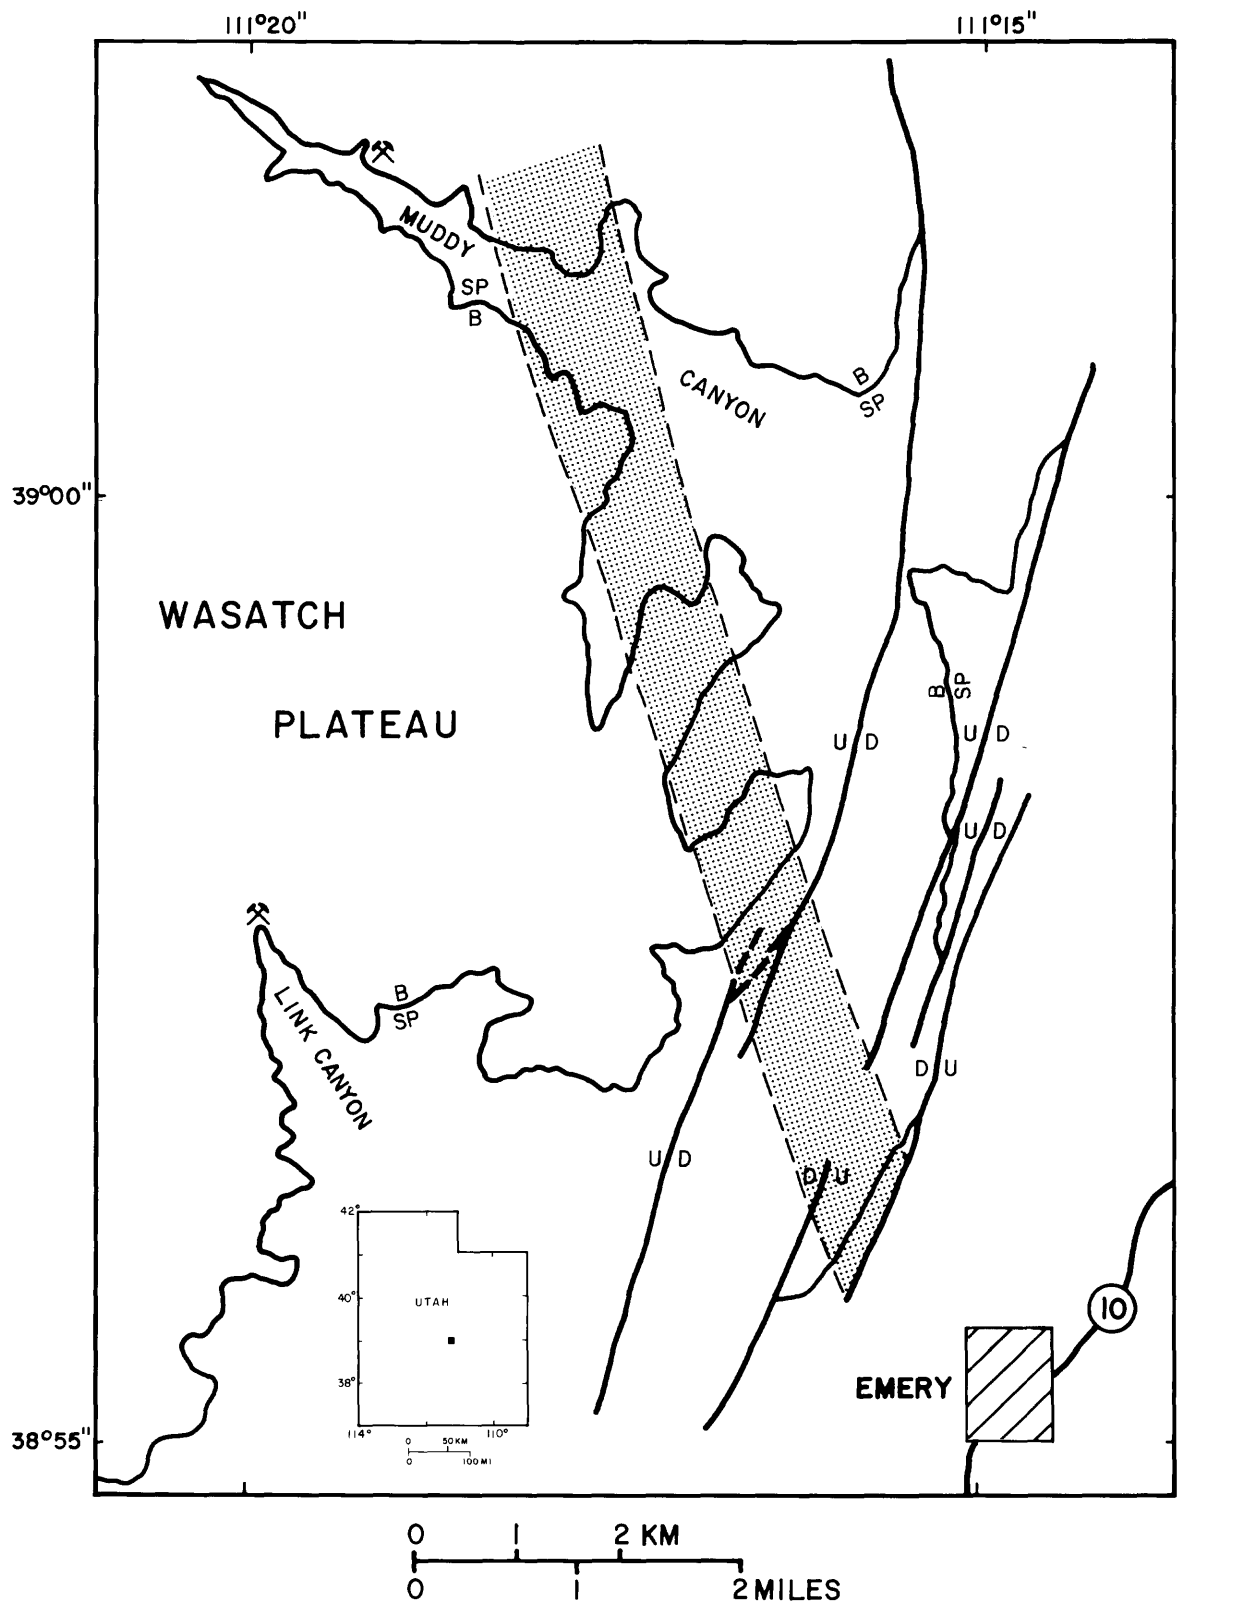 111°20" 111°15"
MUDDY
SP
B
CANYON
B
SP
39°00"
WASATCH
B SP
PLATEAU
U D
U D
U D
B
SP
LINK CANYON
D U
U D
D U
42°
40°
UTAH
38°
114° 110°
0 50 KM
0 100 MI
10
EMERY
38°55"
0 1 2 KM
0 1 2 MILES